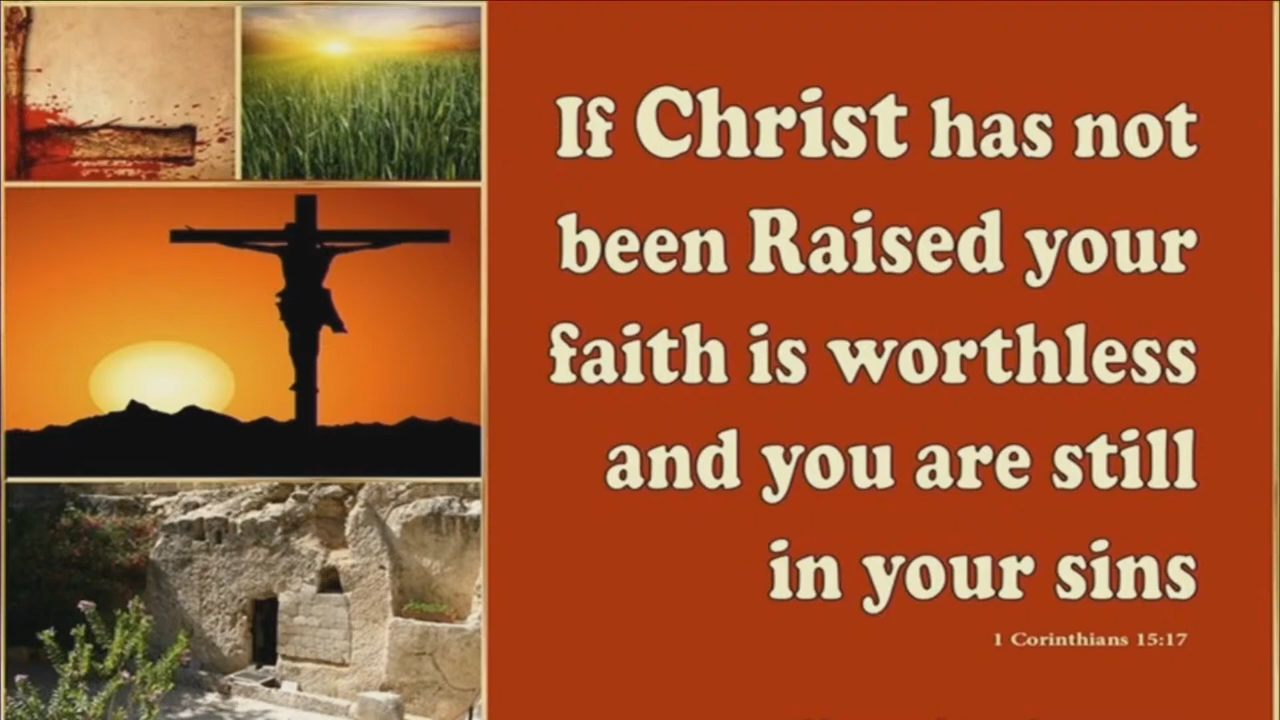 If Christ has not
been Raised your
faith is worthless
and you are still
in your sins
1 Corinthians 15:17